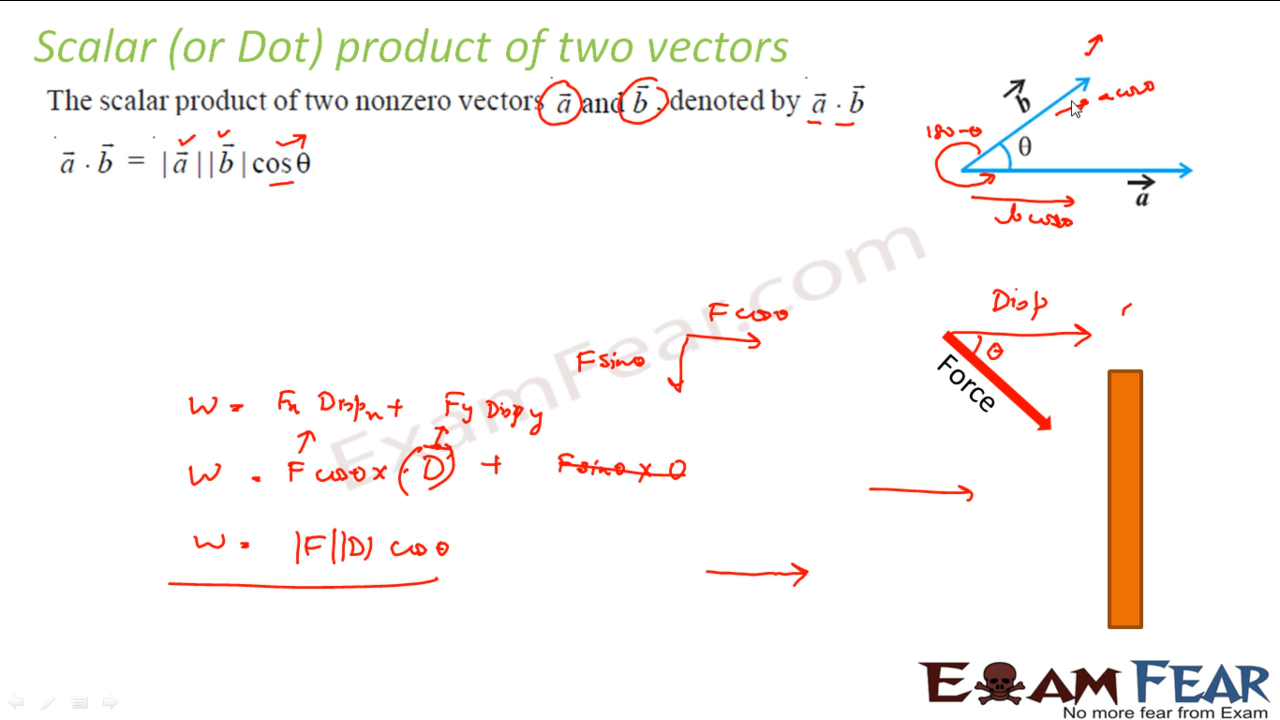 Scalar (or Dot) product of two vectors
The scalar product of two nonzero vectors a⃗ and b⃗, denoted by a⃗ · b⃗
a⃗ · b⃗ = |a⃗||b⃗| cos θ
b⃗
a cosθ
180-θ
θ
a⃗
b cosθ
Disp
θ
Force
F cosθ
F sinθ
W = Fx Dispx + Fy Dispy
W = F cosθ x (D) + F sinθ x 0
W = |F||D| cosθ
ExamFear.com
EXAM FEAR
No more fear from Exam